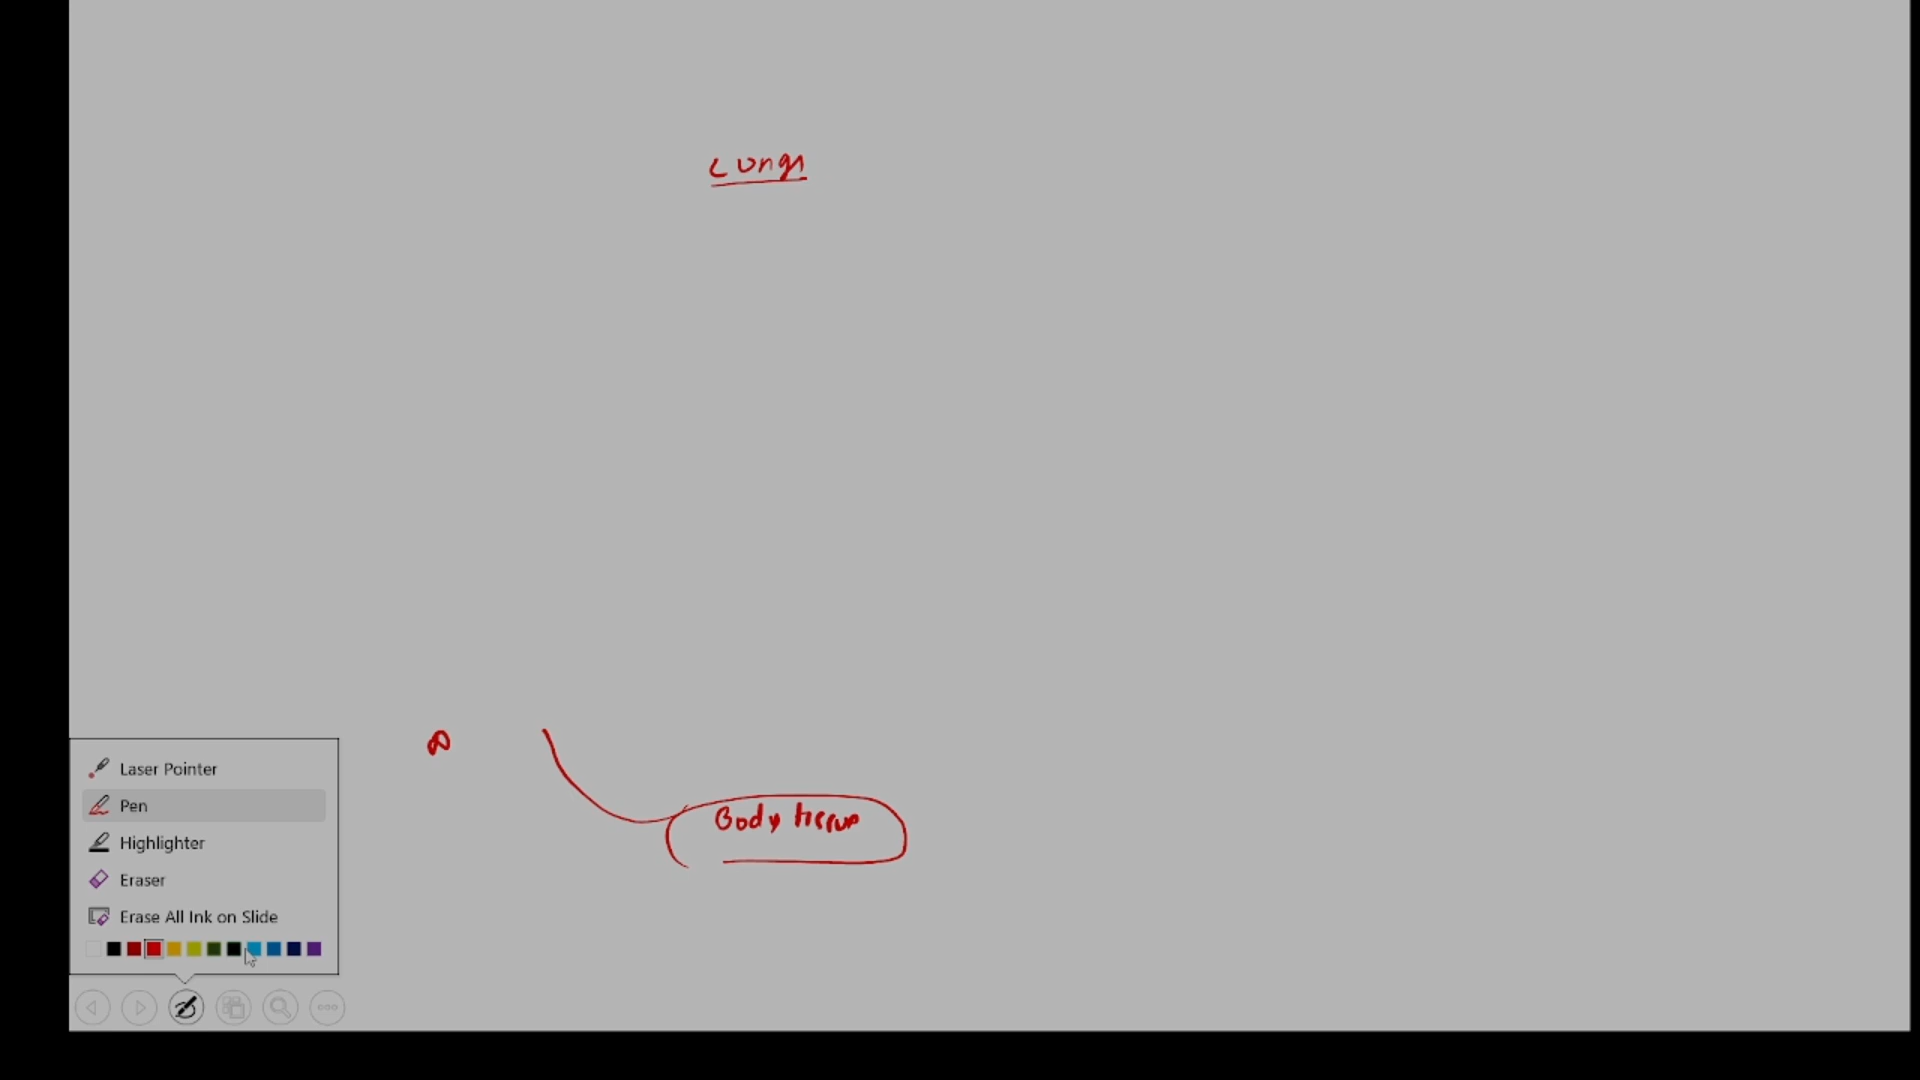 Lungs
Body tissue
Laser Pointer
Pen
Highlighter
Eraser
Erase All Ink on Slide